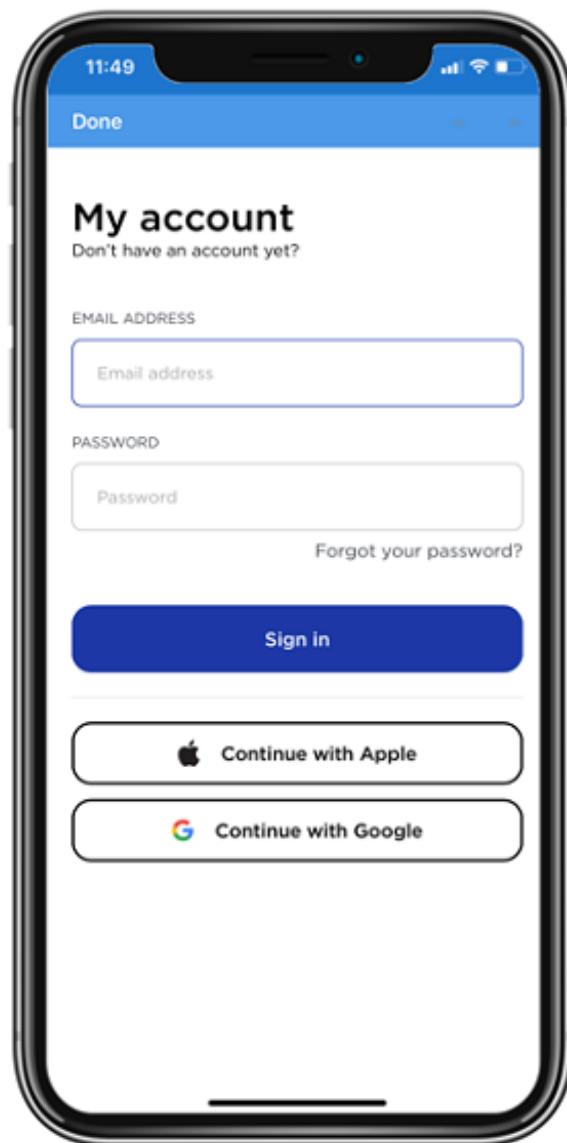 11:49
Done
My account
Don't have an account yet?
EMAIL ADDRESS
Email address
PASSWORD
Password
Forgot your password?
Sign in
Continue with Apple
Continue with Google